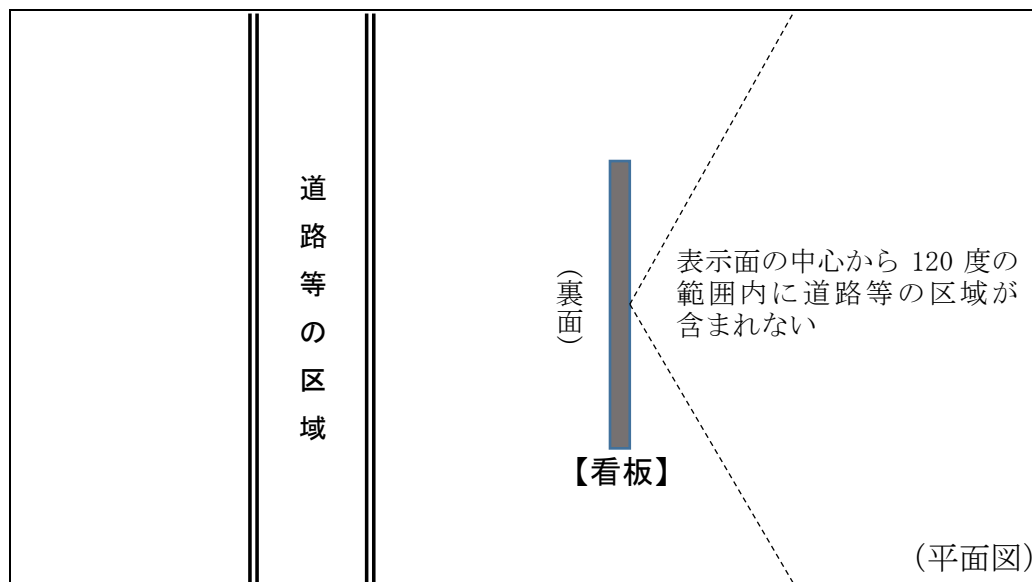 道路等の区域
(裏面)
表示面の中心から 120 度の
範囲内に道路等の区域が
含まれない
【看板】
(平面図)